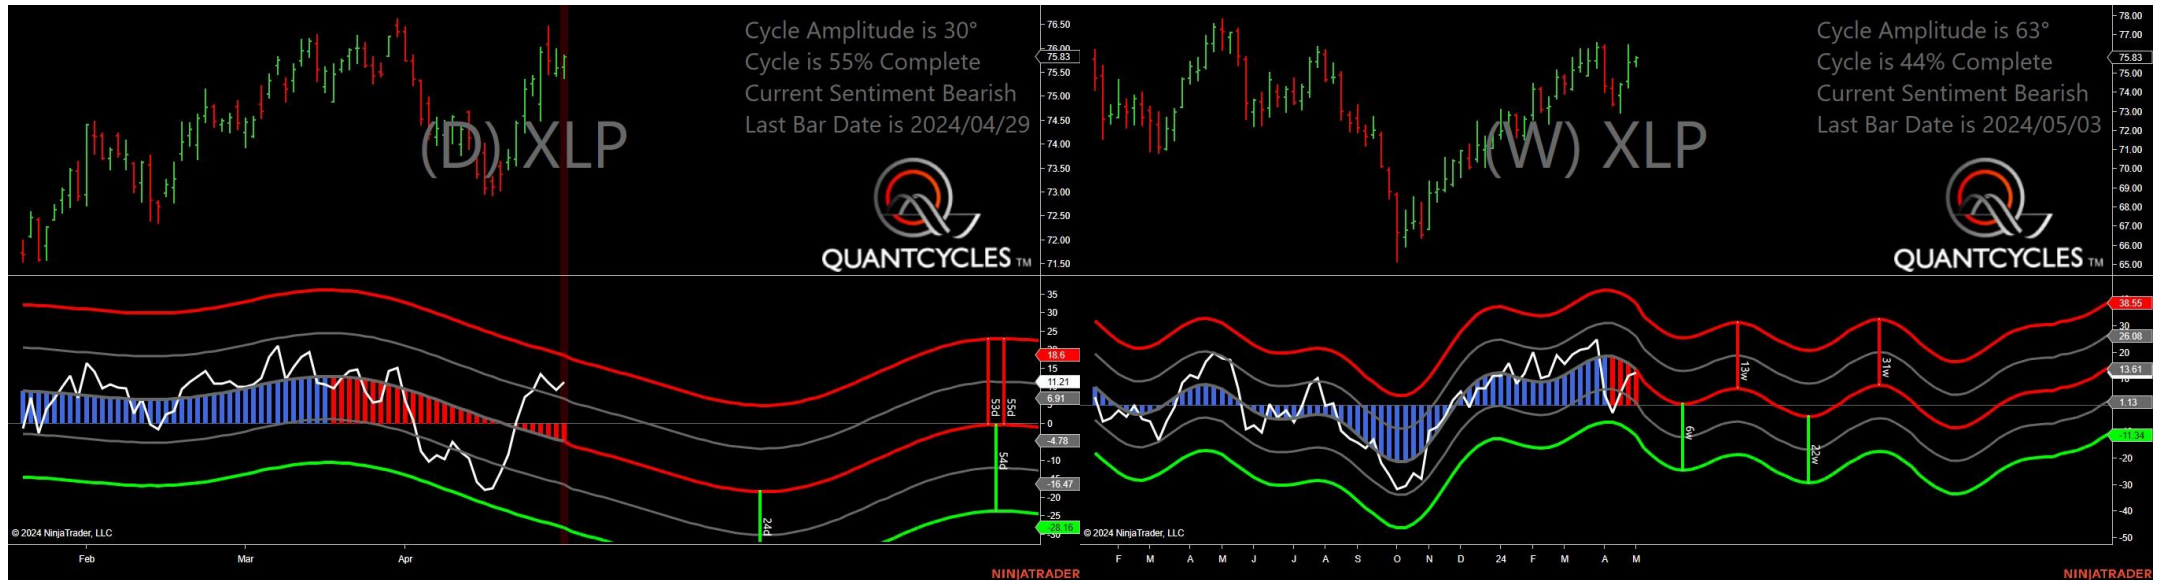 Cycle Amplitude is 30°
Cycle is 55% Complete
Current Sentiment Bearish
Last Bar Date is 2024/04/29
(D) XLP
QUANTCYCLES TM
76.50
76.00
75.83
75.50
75.00
74.50
74.00
73.50
73.00
72.50
72.00
71.50
35
30
25
18.6
15
11.21
6.91
0
-4.78
-10
-16.47
-20
-25
-28.16
-30
24d
53d
55d
54d
© 2024 NinjaTrader, LLC
Feb
Mar
Apr
NINJATRADER
Cycle Amplitude is 63°
Cycle is 44% Complete
Current Sentiment Bearish
Last Bar Date is 2024/05/03
(W) XLP
QUANTCYCLES TM
78.00
77.00
75.83
75.00
74.00
73.00
72.00
71.00
70.00
69.00
68.00
67.00
66.00
65.00
38.55
30
26.08
20
13.61
1.13
-11.34
-20
-30
-40
-50
6w
13w
22w
31w
© 2024 NinjaTrader, LLC
F M A M J J A S O N D 24 F M A M
NINJATRADER